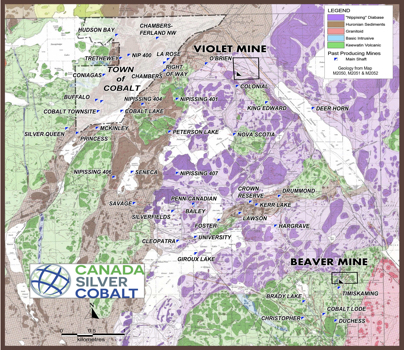 LEGEND
"Nipissing" Diabase
Huronian Sediments
Granitoid
Basic Intrusive
Keewatin Volcanic
Past Producing Mines
Main Shaft
Geology from Map
M2050, M2051 & M2052
HUDSON BAY
CHAMBERS-
FERLAND NW
TRETHEWEY
NIP 400
LA ROSE
O'BRIEN
VIOLET MINE
CONIAGAS
TOWN
of
COBALT
CHAMBERS
RIGHT
OF WAY
COLONIAL
BUFFALO
NIPISSING 404
NIPISSING 401
COBALT TOWNSITE
COBALT LAKE
KING EDWARD
DEER HORN
SILVER QUEEN
MCKINLEY
PRINCESS
PETERSON LAKE
NOVA SCOTIA
NIPISSING 406
SENECA
NIPISSING 407
CROWN
RESERVE
DRUMMOND
SAVAGE
PENN CANADIAN
BAILEY
KERR LAKE
SILVERFIELDS
LAWSON
FOSTER
HARGRAVE
CLEOPATRA
UNIVERSITY
GIROUX LAKE
BEAVER MINE
TIMISKAMING
BRADY LAKE
COBALT LODE
CHRISTOPHER
DUCHESS
CANADA
SILVER
COBALT
0
0.5
kilometres